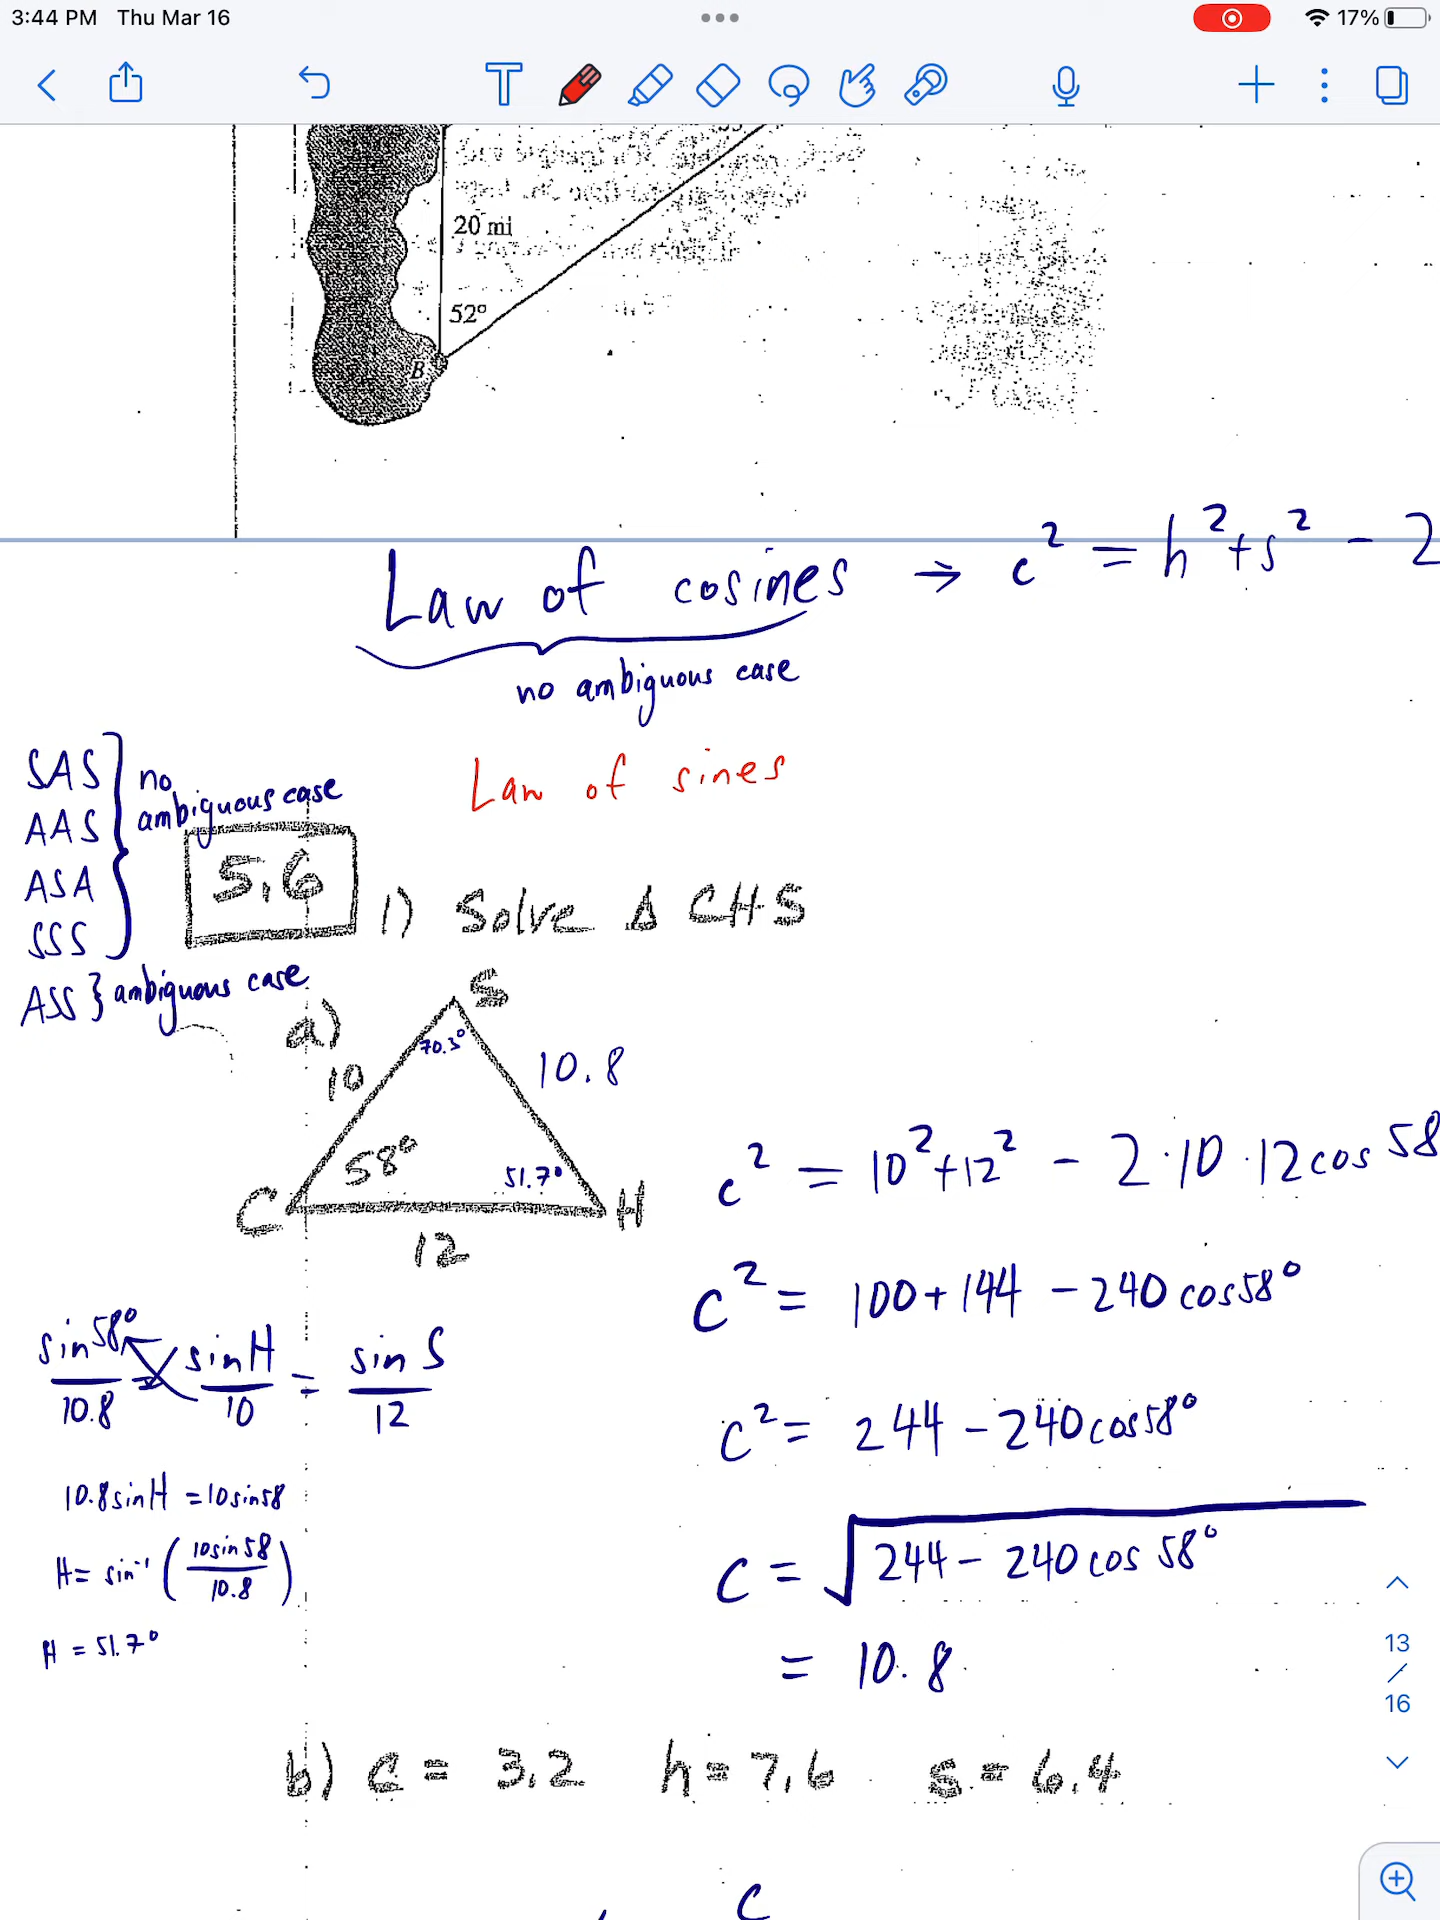 3:44 PM Thu Mar 16
17%
T
20 mi
52°
B
Law of cosines → c² = h² + s² − 2
no ambiguous case
Law of sines
SAS
AAS
ASA
SSS
no
ambiguous case
ASS } ambiguous case
5.6
1) Solve Δ CHS
a)
S
70.3°
10
10.8
58°
51.7°
C
H
12
c² = 10² + 12² − 2·10·12cos 58
c² = 100 + 144 − 240 cos58°
c² = 244 − 240cos58°
c = √244 − 240 cos 58°
= 10.8
sin58°/10.8 = sinH/10 = sin S/12
10.8sinH = 10sin58
H = sin⁻¹(10sin58/10.8)
H = 51.7°
13
/
16
b) c = 3.2 h = 7.6 s = 6.4
C